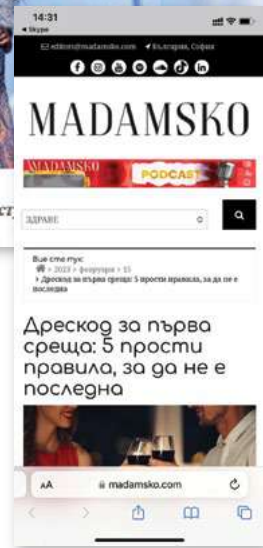 14:31
◂ Skype
editors@madamsko.com България, София
MADAMSKO
MADAMSKO
PODCAST
ЗДРАВЕ
Вие сте тук:
> 2023 > февруари > 15
> Дрескод за първа среща: 5 прости правила, за да не е
последна
Дрескод за първа
среща: 5 прости
правила, за да не е
последна
AA madamsko.com